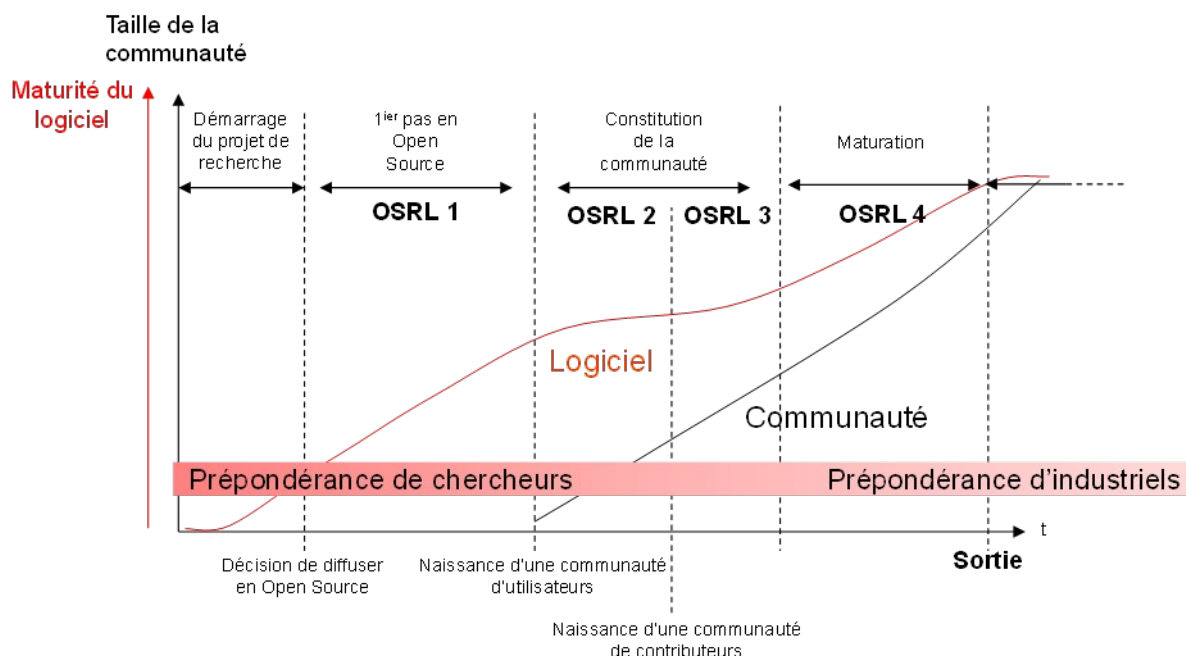 Taille de la
communauté
Maturité du
logiciel
Démarrage
du projet de
recherche
1ier pas en
Open
Source
Constitution
de la
communauté
Maturation
OSRL 1
OSRL 2
OSRL 3
OSRL 4
Logiciel
Communauté
Prépondérance de chercheurs
Prépondérance d'industriels
t
Sortie
Décision de diffuser
en Open Source
Naissance d'une communauté
d'utilisateurs
Naissance d'une communauté
de contributeurs